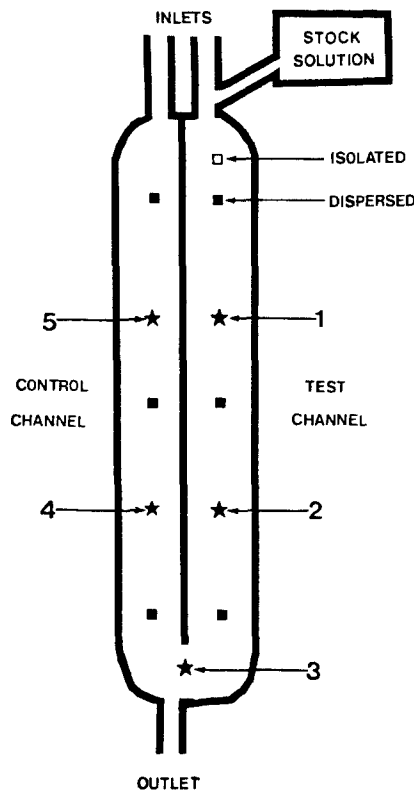 INLETS
STOCK
SOLUTION
ISOLATED
DISPERSED
5
1
CONTROL
CHANNEL
TEST
CHANNEL
4
2
3
OUTLET